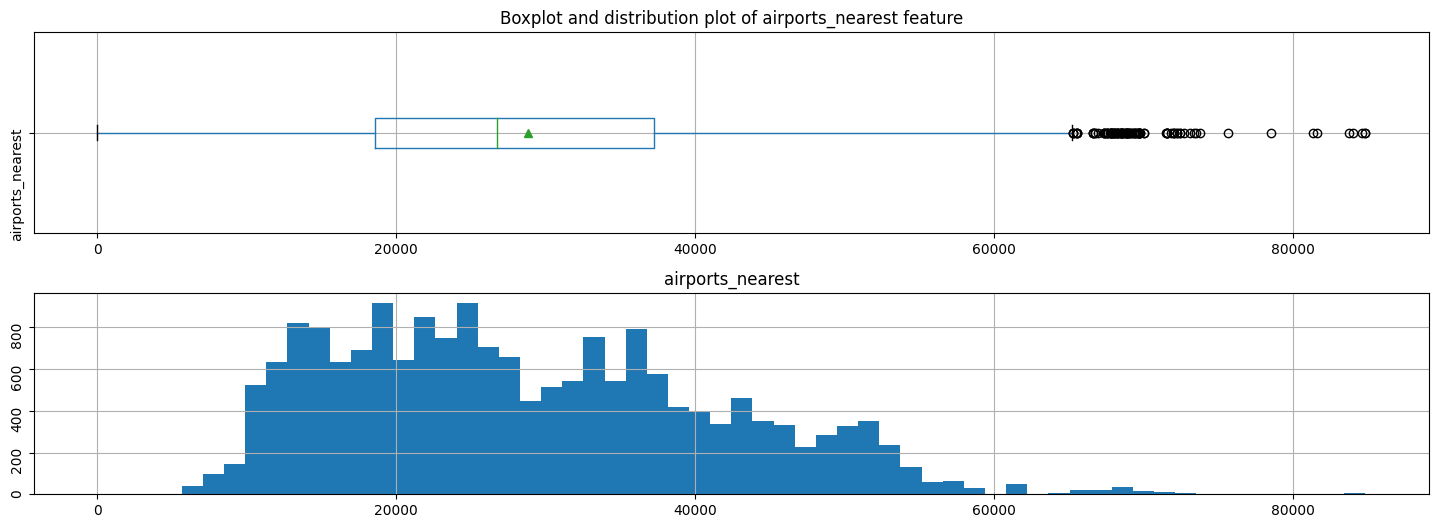 Boxplot and distribution plot of airports_nearest feature
airports_nearest
0 20000 40000 60000 80000
airports_nearest
800
600
400
200
0
0 20000 40000 60000 80000